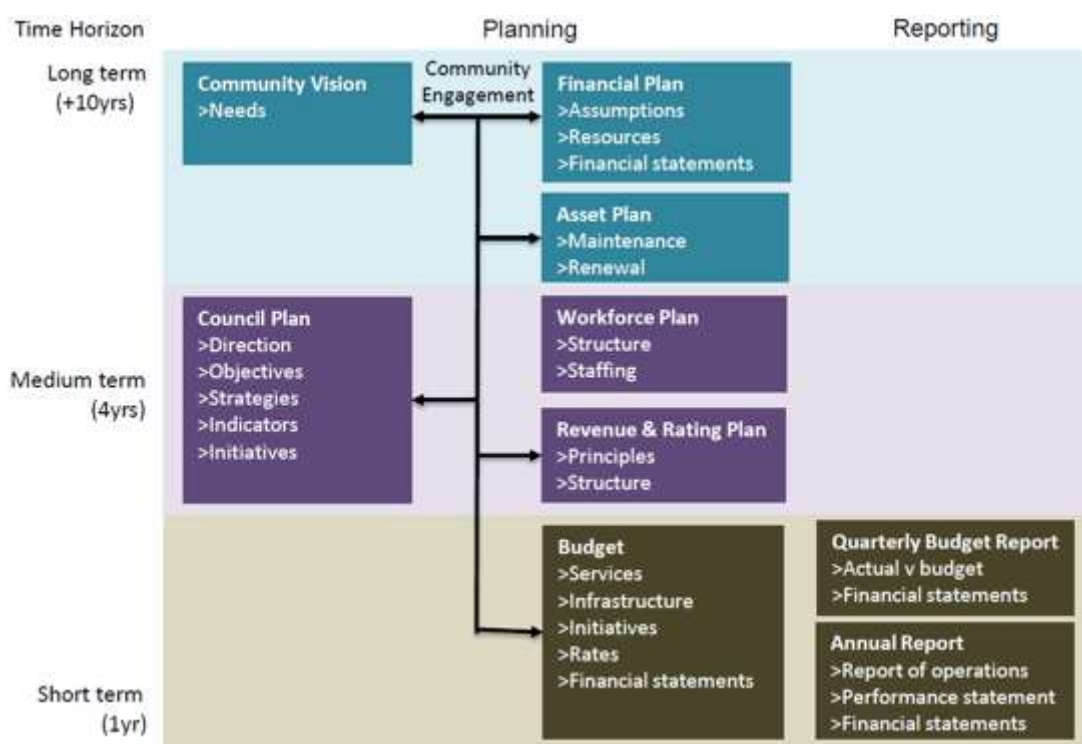 Time Horizon
Planning
Reporting
Long term
(+10yrs)
Community Vision
>Needs
Community
Engagement
Financial Plan
>Assumptions
>Resources
>Financial statements
Asset Plan
>Maintenance
>Renewal
Medium term
(4yrs)
Council Plan
>Direction
>Objectives
>Strategies
>Indicators
>Initiatives
Workforce Plan
>Structure
>Staffing
Revenue & Rating Plan
>Principles
>Structure
Short term
(1yr)
Budget
>Services
>Infrastructure
>Initiatives
>Rates
>Financial statements
Quarterly Budget Report
>Actual v budget
>Financial statements
Annual Report
>Report of operations
>Performance statement
>Financial statements